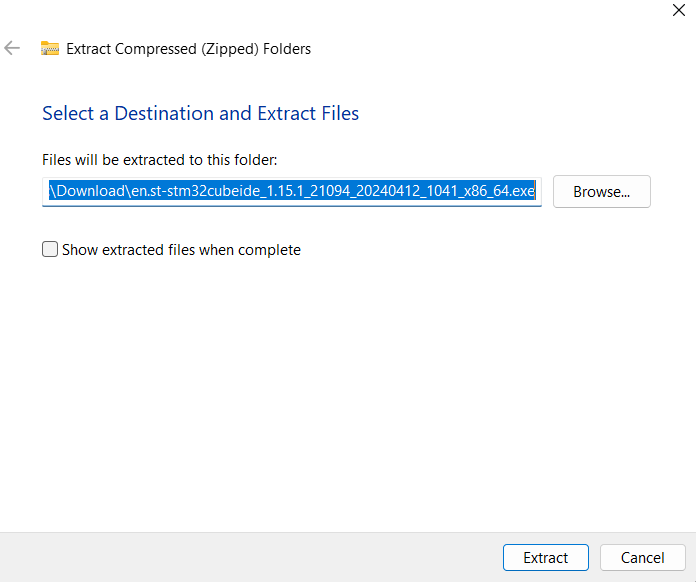 Extract Compressed (Zipped) Folders
Select a Destination and Extract Files
Files will be extracted to this folder:
\Download\en.st-stm32cubeide_1.15.1_21094_20240412_1041_x86_64.exe
Browse...
Show extracted files when complete
Extract
Cancel